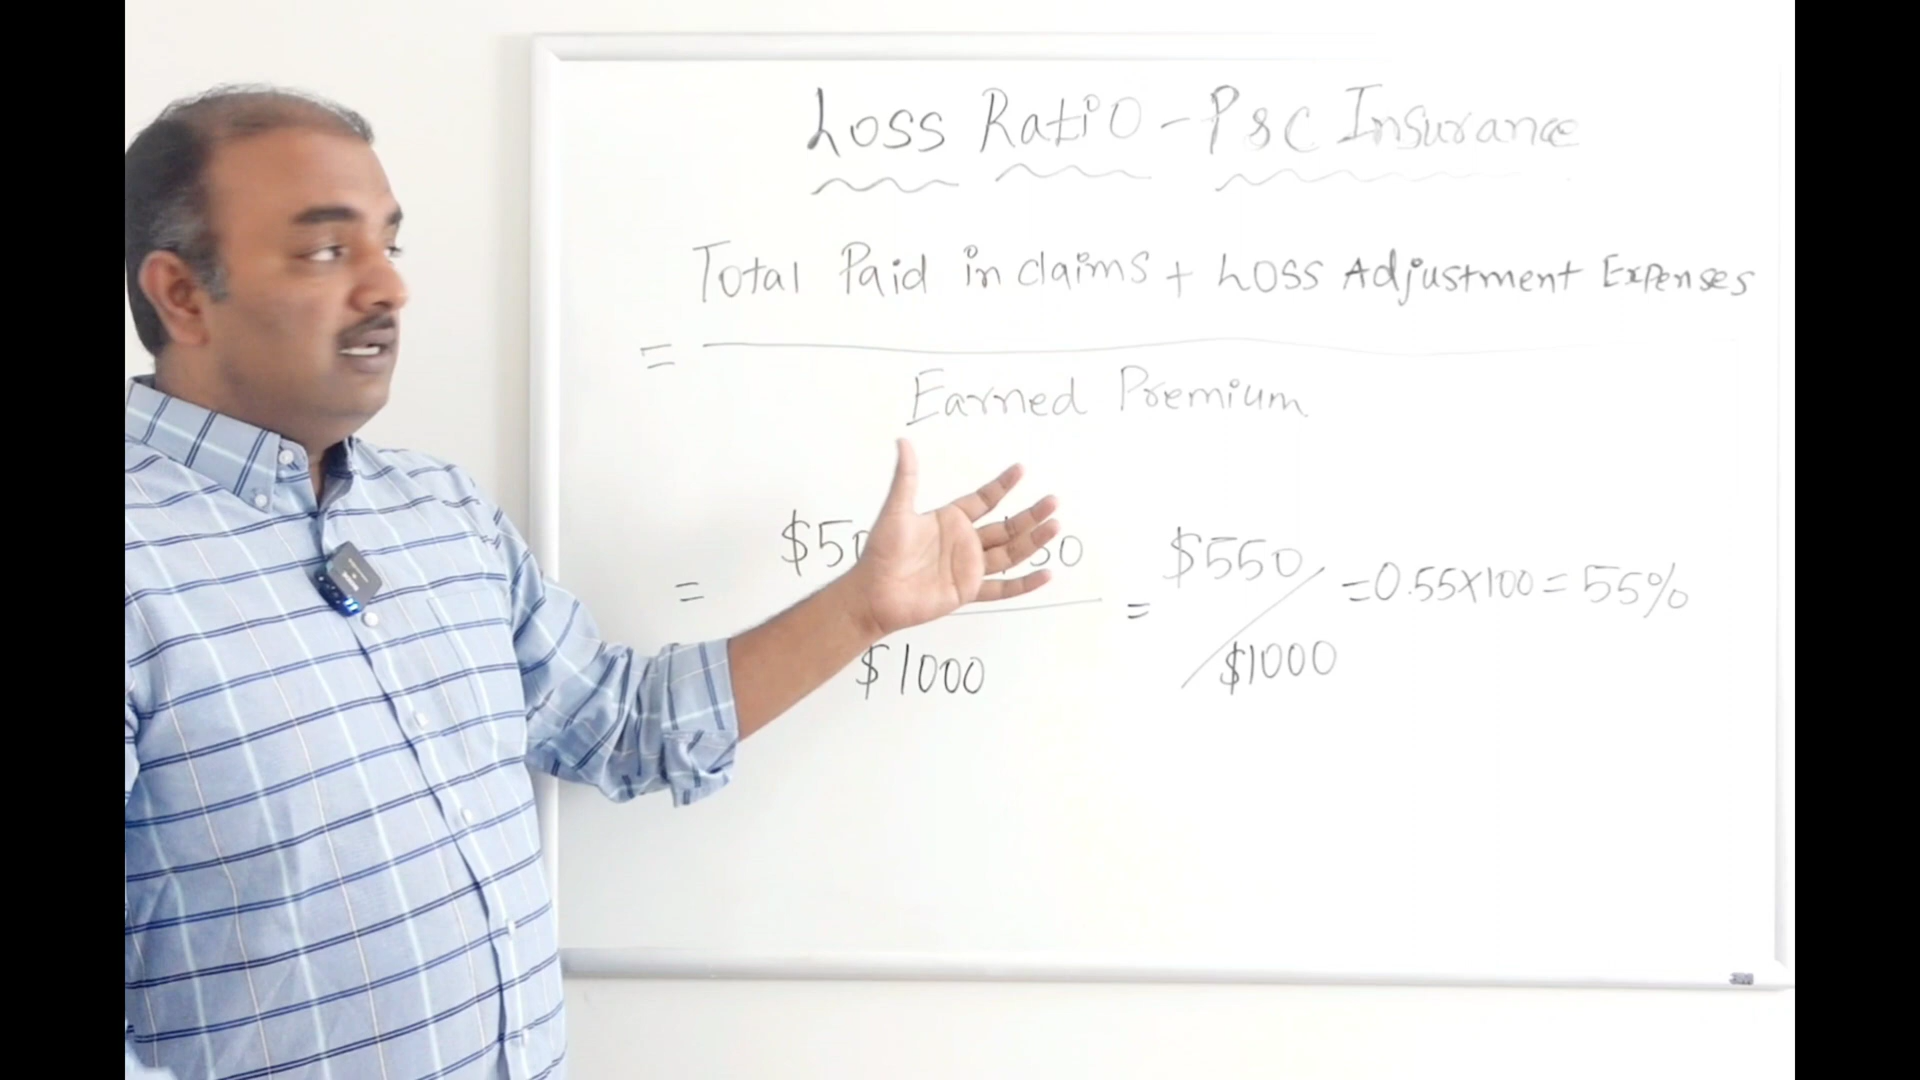 Loss Ratio - P&C Insurance
Total Paid in claims + Loss Adjustment Expenses
=
Earned Premium
= $1000
= $550 / $1000 = 0.55x100 = 55%